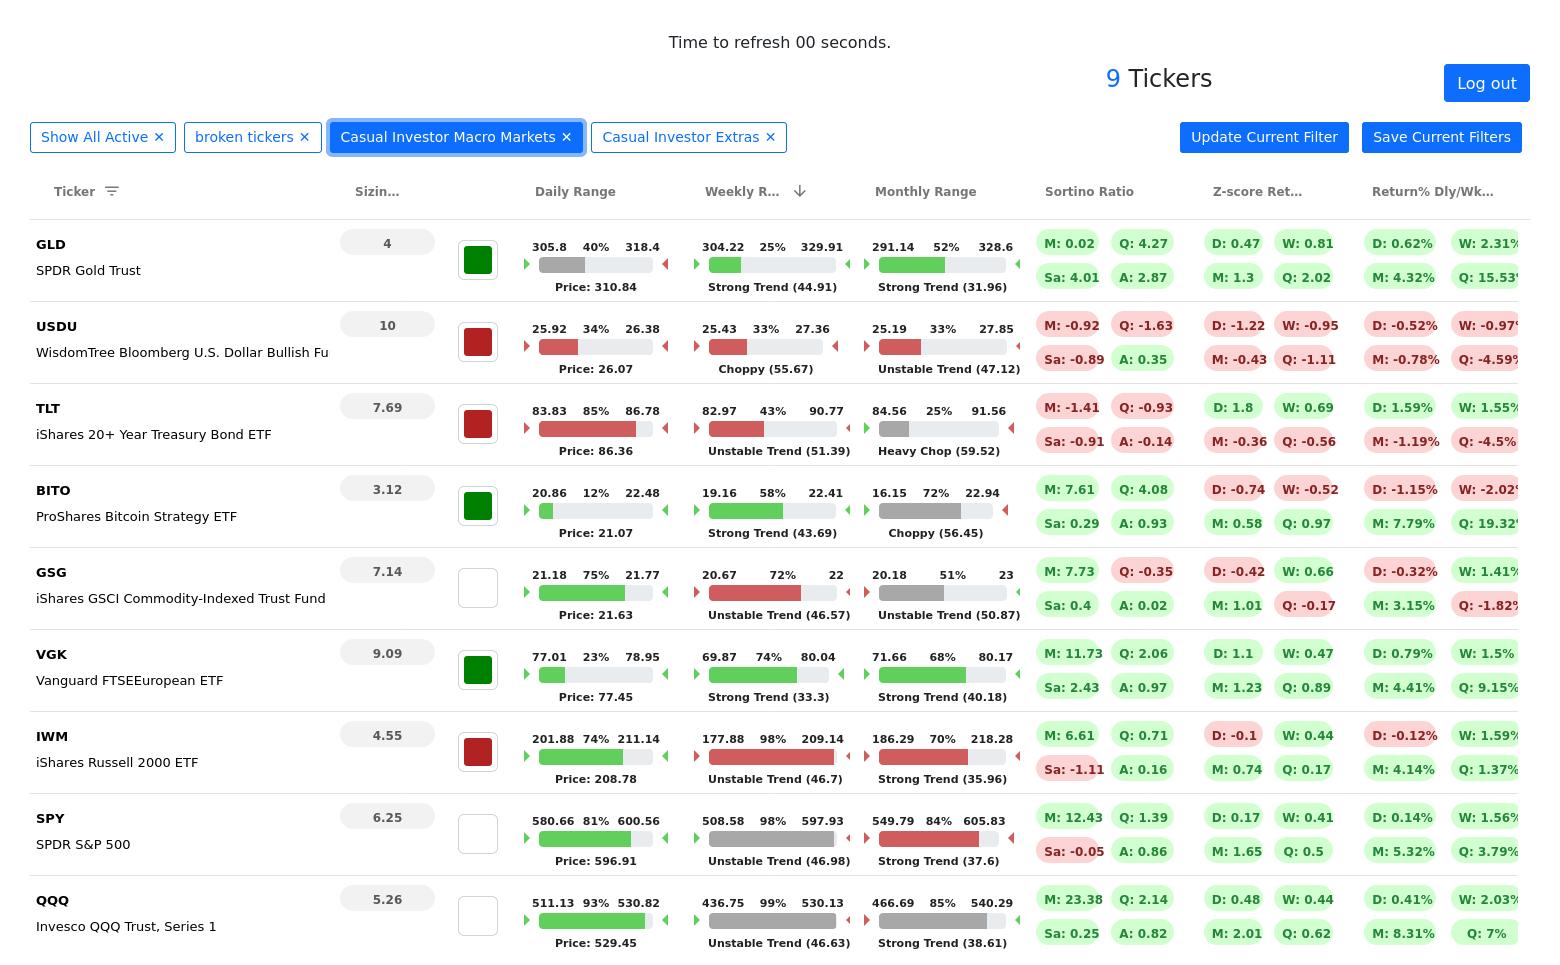 Time to refresh 00 seconds.
9 Tickers
Log out
Show All Active ✕ broken tickers ✕ Casual Investor Macro Markets ✕ Casual Investor Extras ✕ Update Current Filter Save Current Filters
Ticker Sizin... Daily Range Weekly R... Monthly Range Sortino Ratio Z-score Ret... Return% Dly/Wk...
GLD 4 305.8 40% 318.4 304.22 25% 329.91 291.14 52% 328.6 M: 0.02 Q: 4.27 D: 0.47 W: 0.81 D: 0.62% W: 2.31%
SPDR Gold Trust Sa: 4.01 A: 2.87 M: 1.3 Q: 2.02 M: 4.32% Q: 15.53%
Price: 310.84 Strong Trend (44.91) Strong Trend (31.96)
USDU 10 25.92 34% 26.38 25.43 33% 27.36 25.19 33% 27.85 M: -0.92 Q: -1.63 D: -1.22 W: -0.95 D: -0.52% W: -0.97%
WisdomTree Bloomberg U.S. Dollar Bullish Fu Sa: -0.89 A: 0.35 M: -0.43 Q: -1.11 M: -0.78% Q: -4.59%
Price: 26.07 Choppy (55.67) Unstable Trend (47.12)
TLT 7.69 83.83 85% 86.78 82.97 43% 90.77 84.56 25% 91.56 M: -1.41 Q: -0.93 D: 1.8 W: 0.69 D: 1.59% W: 1.55%
iShares 20+ Year Treasury Bond ETF Sa: -0.91 A: -0.14 M: -0.36 Q: -0.56 M: -1.19% Q: -4.5%
Price: 86.36 Unstable Trend (51.39) Heavy Chop (59.52)
BITO 3.12 20.86 12% 22.48 19.16 58% 22.41 16.15 72% 22.94 M: 7.61 Q: 4.08 D: -0.74 W: -0.52 D: -1.15% W: -2.02%
ProShares Bitcoin Strategy ETF Sa: 0.29 A: 0.93 M: 0.58 Q: 0.97 M: 7.79% Q: 19.32%
Price: 21.07 Strong Trend (43.69) Choppy (56.45)
GSG 7.14 21.18 75% 21.77 20.67 72% 22 20.18 51% 23 M: 7.73 Q: -0.35 D: -0.42 W: 0.66 D: -0.32% W: 1.41%
iShares GSCI Commodity-Indexed Trust Fund Sa: 0.4 A: 0.02 M: 1.01 Q: -0.17 M: 3.15% Q: -1.82%
Price: 21.63 Unstable Trend (46.57) Unstable Trend (50.87)
VGK 9.09 77.01 23% 78.95 69.87 74% 80.04 71.66 68% 80.17 M: 11.73 Q: 2.06 D: 1.1 W: 0.47 D: 0.79% W: 1.5%
Vanguard FTSEEuropean ETF Sa: 2.43 A: 0.97 M: 1.23 Q: 0.89 M: 4.41% Q: 9.15%
Price: 77.45 Strong Trend (33.3) Strong Trend (40.18)
IWM 4.55 201.88 74% 211.14 177.88 98% 209.14 186.29 70% 218.28 M: 6.61 Q: 0.71 D: -0.1 W: 0.44 D: -0.12% W: 1.59%
iShares Russell 2000 ETF Sa: -1.11 A: 0.16 M: 0.74 Q: 0.17 M: 4.14% Q: 1.37%
Price: 208.78 Unstable Trend (46.7) Strong Trend (35.96)
SPY 6.25 580.66 81% 600.56 508.58 98% 597.93 549.79 84% 605.83 M: 12.43 Q: 1.39 D: 0.17 W: 0.41 D: 0.14% W: 1.56%
SPDR S&P 500 Sa: -0.05 A: 0.86 M: 1.65 Q: 0.5 M: 5.32% Q: 3.79%
Price: 596.91 Unstable Trend (46.98) Strong Trend (37.6)
QQQ 5.26 511.13 93% 530.82 436.75 99% 530.13 466.69 85% 540.29 M: 23.38 Q: 2.14 D: 0.48 W: 0.44 D: 0.41% W: 2.03%
Invesco QQQ Trust, Series 1 Sa: 0.25 A: 0.82 M: 2.01 Q: 0.62 M: 8.31% Q: 7%
Price: 529.45 Unstable Trend (46.63) Strong Trend (38.61)